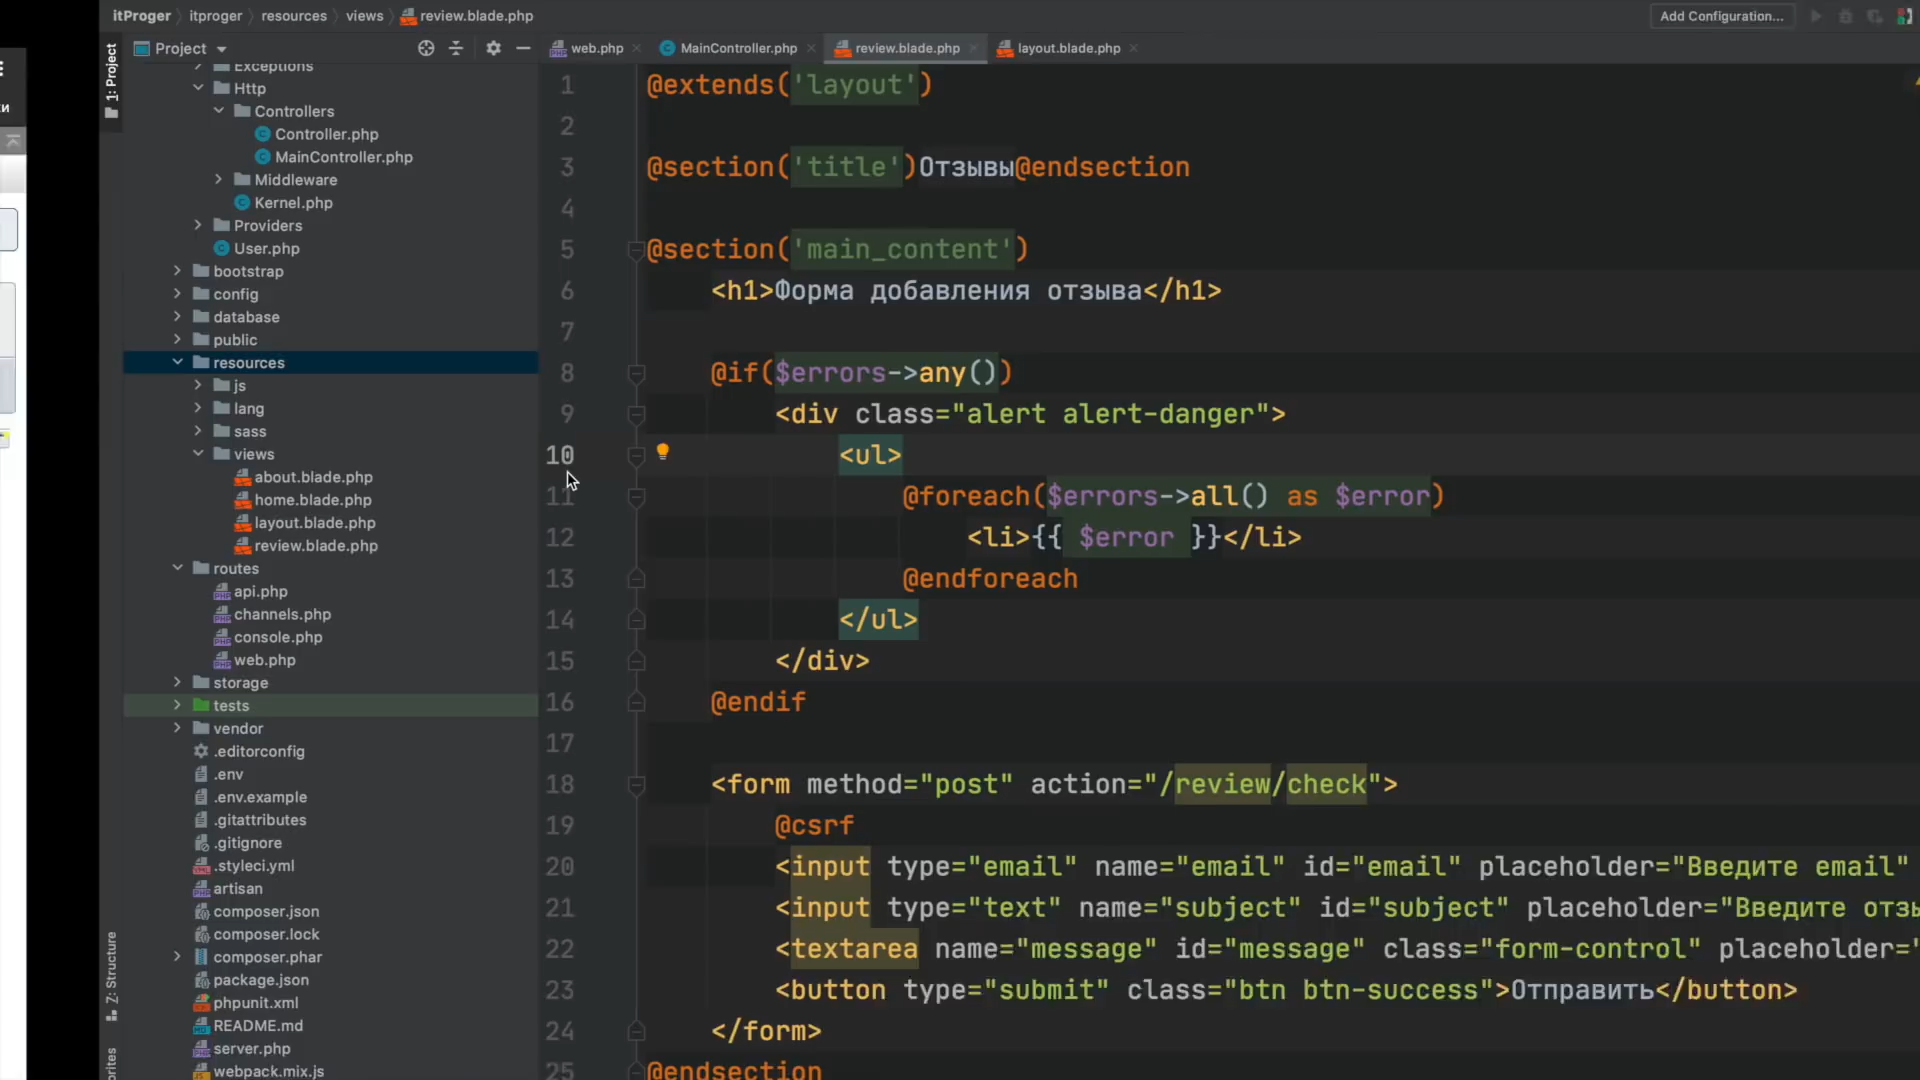 itProger itproger resources views review.blade.php
Add Configuration...
Project
web.php
MainController.php
review.blade.php
layout.blade.php
1: Project
Z: Structure
ки
Exceptions
Http
Controllers
Controller.php
MainController.php
Middleware
Kernel.php
Providers
User.php
bootstrap
config
database
public
resources
js
lang
sass
views
about.blade.php
home.blade.php
layout.blade.php
review.blade.php
routes
api.php
channels.php
console.php
web.php
storage
tests
vendor
.editorconfig
.env
.env.example
.gitattributes
.gitignore
.styleci.yml
artisan
composer.json
composer.lock
composer.phar
package.json
phpunit.xml
README.md
server.php
webpack.mix.js
1 @extends('layout')
2
3 @section('title')Отзывы@endsection
4
5 @section('main_content')
6 <h1>Форма добавления отзыва</h1>
7
8 @if($errors->any())
9 <div class="alert alert-danger">
10 <ul>
11 @foreach($errors->all() as $error)
12 <li>{{ $error }}</li>
13 @endforeach
14 </ul>
15 </div>
16 @endif
17
18 <form method="post" action="/review/check">
19 @csrf
20 <input type="email" name="email" id="email" placeholder="Введите email"
21 <input type="text" name="subject" id="subject" placeholder="Введите отзы
22 <textarea name="message" id="message" class="form-control" placeholder="
23 <button type="submit" class="btn btn-success">Отправить</button>
24 </form>
25 @endsection